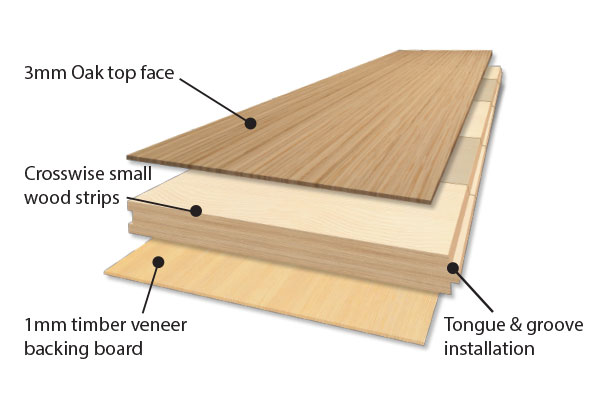 3mm Oak top face
Crosswise small
wood strips
1mm timber veneer
backing board
Tongue & groove
installation